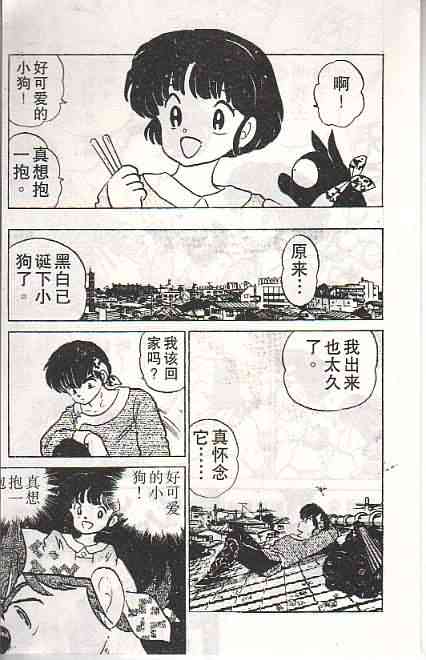 啊！
好可爱的
小狗！
真想抱
一抱。
原来…
黑白已
诞下小
狗了。
我出来
也太久
了。
真怀念
它……
我该回
家吗？
好可爱
的小
狗！
真想
抱一
抱